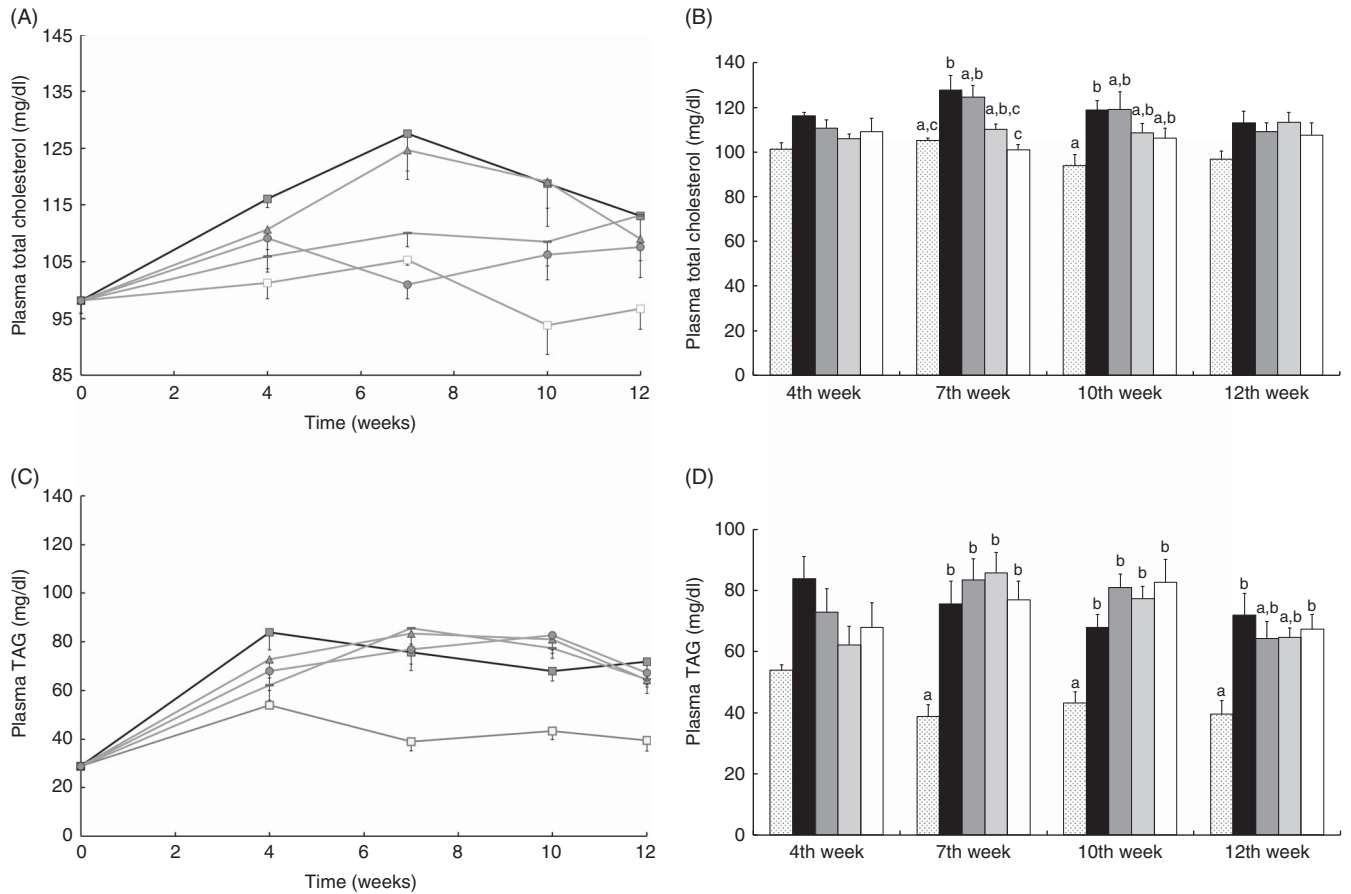 (A)
145
135
125
115
105
95
85
Plasma total cholesterol (mg/dl)
0 2 4 6 8 10 12
Time (weeks)
(B)
140
120
100
80
60
40
20
0
Plasma total cholesterol (mg/dl)
a,c b a,b a,b,c c
a b a,b a,b a,b
4th week 7th week 10th week 12th week
(C)
140
120
100
80
60
40
20
0
Plasma TAG (mg/dl)
0 2 4 6 8 10 12
Time (weeks)
(D)
100
80
60
40
20
0
Plasma TAG (mg/dl)
a b b b b
a b b b b
a b a,b a,b b
4th week 7th week 10th week 12th week